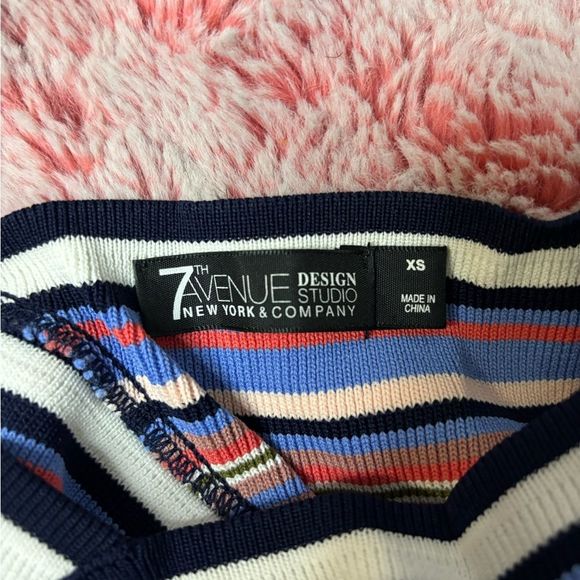 7TH AVENUE DESIGN STUDIO
NEW YORK & COMPANY
XS
MADE IN
CHINA